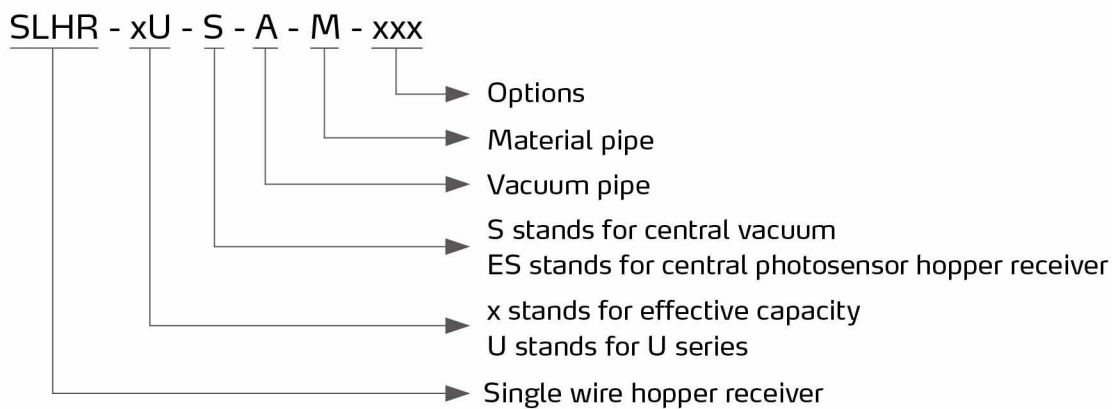 SLHR - xU - S - A - M - xxx
Options
Material pipe
Vacuum pipe
S stands for central vacuum
ES stands for central photosensor hopper receiver
x stands for effective capacity
U stands for U series
Single wire hopper receiver